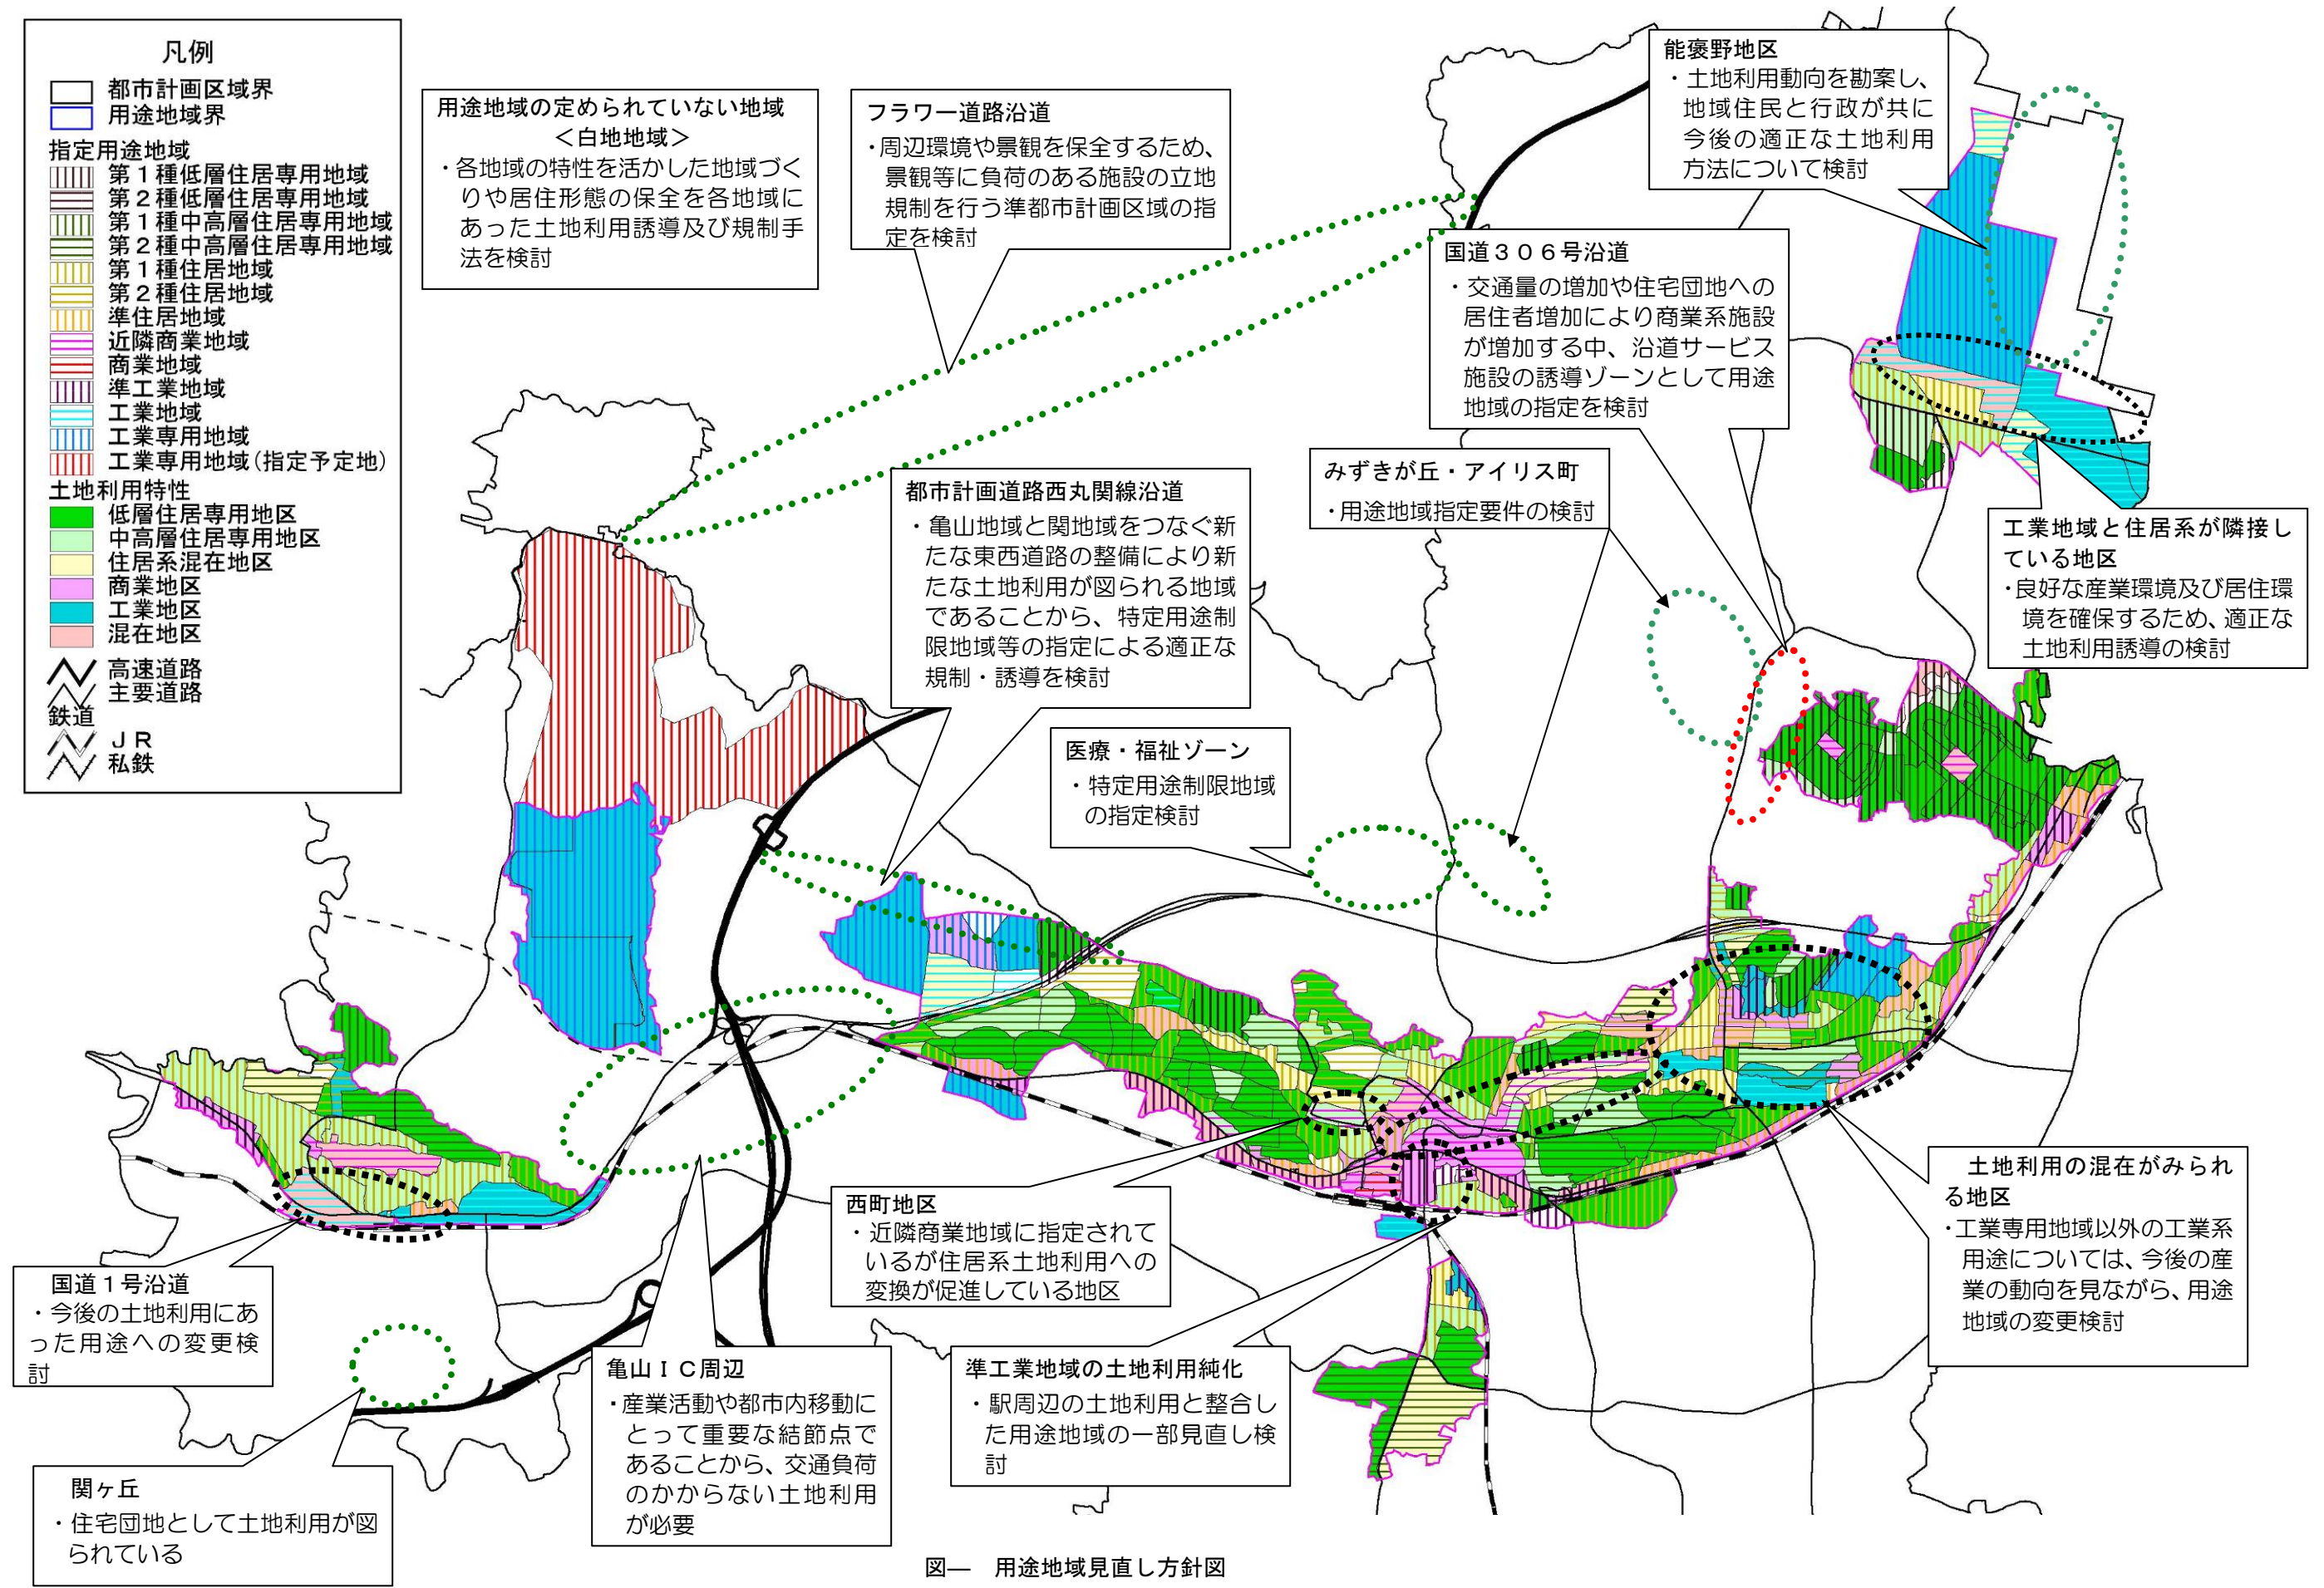 凡例
都市計画区域界
用途地域界
指定用途地域
第１種低層住居専用地域
第２種低層住居専用地域
第１種中高層住居専用地域
第２種中高層住居専用地域
第１種住居地域
第２種住居地域
準住居地域
近隣商業地域
商業地域
準工業地域
工業地域
工業専用地域
工業専用地域(指定予定地)
土地利用特性
低層住居専用地区
中高層住居専用地区
住居系混在地区
商業地区
工業地区
混在地区
高速道路
主要道路
鉄道
ＪＲ
私鉄
用途地域の定められていない地域
＜白地地域＞
・各地域の特性を活かした地域づく
りや居住形態の保全を各地域に
あった土地利用誘導及び規制手
法を検討
フラワー道路沿道
・周辺環境や景観を保全するため、
景観等に負荷のある施設の立地
規制を行う準都市計画区域の指
定を検討
能褒野地区
・土地利用動向を勘案し、
地域住民と行政が共に
今後の適正な土地利用
方法について検討
国道３０６号沿道
・交通量の増加や住宅団地への
居住者増加により商業系施設
が増加する中、沿道サービス
施設の誘導ゾーンとして用途
地域の指定を検討
みずきが丘・アイリス町
・用途地域指定要件の検討
都市計画道路西丸関線沿道
・亀山地域と関地域をつなぐ新
たな東西道路の整備により新
たな土地利用が図られる地域
であることから、特定用途制
限地域等の指定による適正な
規制・誘導を検討
工業地域と住居系が隣接し
ている地区
・良好な産業環境及び居住環
境を確保するため、適正な
土地利用誘導の検討
医療・福祉ゾーン
・特定用途制限地域
の指定検討
西町地区
・近隣商業地域に指定されて
いるが住居系土地利用への
変換が促進している地区
土地利用の混在がみられ
る地区
・工業専用地域以外の工業系
用途については、今後の産
業の動向を見ながら、用途
地域の変更検討
国道１号沿道
・今後の土地利用にあ
った用途への変更検
討
亀山ＩＣ周辺
・産業活動や都市内移動に
とって重要な結節点で
あることから、交通負荷
のかからない土地利用
が必要
準工業地域の土地利用純化
・駅周辺の土地利用と整合し
た用途地域の一部見直し検
討
関ヶ丘
・住宅団地として土地利用が図
られている
図― 用途地域見直し方針図